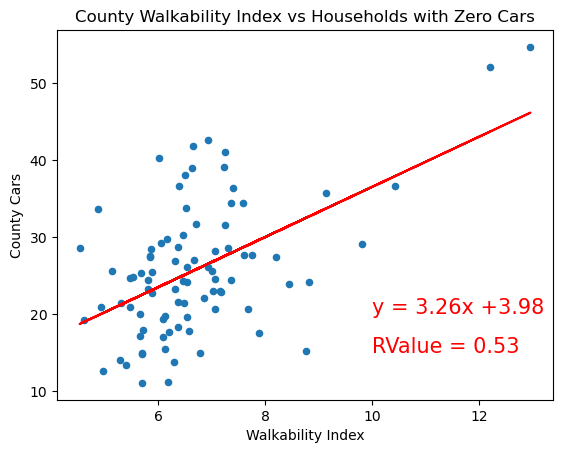 County Walkability Index vs Households with Zero Cars
County Cars
50
40
30
20
10
y = 3.26x +3.98
RValue = 0.53
6 8 10 12
Walkability Index